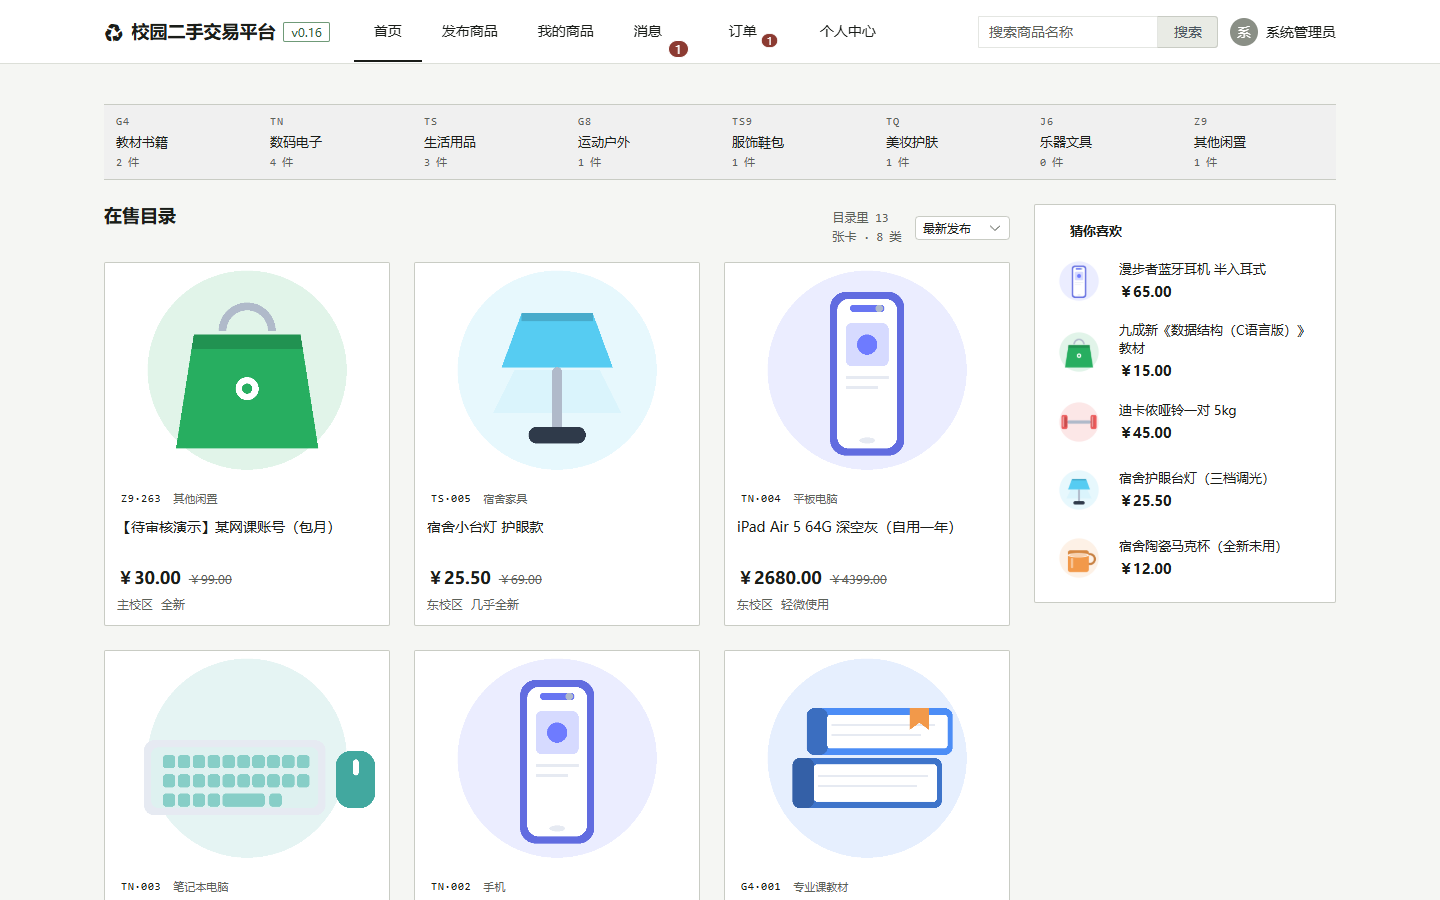 校园二手交易平台 v0.16 首页 发布商品 我的商品 消息 1 订单 1 个人中心 搜索商品名称 搜索 系 系统管理员
G4 TN TS G8 TS9 TQ J6 Z9
教材书籍 数码电子 生活用品 运动户外 服饰鞋包 美妆护肤 乐器文具 其他闲置
2 件 4 件 3 件 1 件 1 件 1 件 0 件 1 件
在售目录
目录里 13
张卡 · 8 类
最新发布
Z9·263 其他闲置
【待审核演示】某网课账号（包月）
¥30.00 ¥99.00
主校区 全新
TS·005 宿舍家具
宿舍小台灯 护眼款
¥25.50 ¥69.00
东校区 几乎全新
TN·004 平板电脑
iPad Air 5 64G 深空灰（自用一年）
¥2680.00 ¥4399.00
东校区 轻微使用
TN·003 笔记本电脑
TN·002 手机
G4·001 专业课教材
猜你喜欢
漫步者蓝牙耳机 半入耳式
¥65.00
九成新《数据结构（C语言版）》
教材
¥15.00
迪卡侬哑铃一对 5kg
¥45.00
宿舍护眼台灯（三档调光）
¥25.50
宿舍陶瓷马克杯（全新未用）
¥12.00